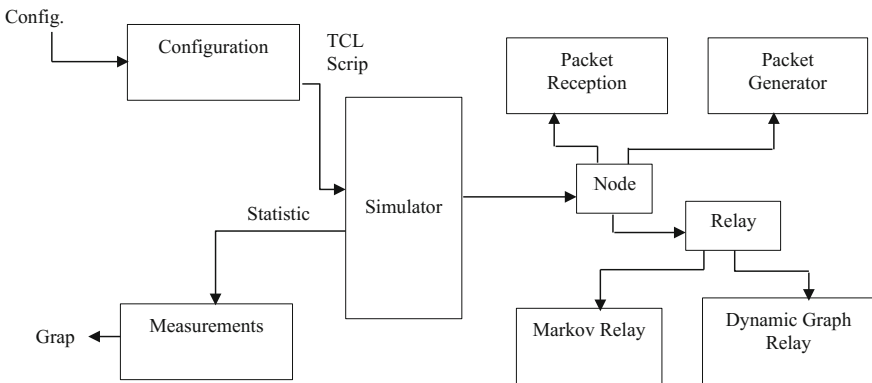 Config.
Configuration
TCL
Scrip
Packet
Reception
Packet
Generator
Node
Simulator
Statistic
Relay
Measurements
Grap
Markov Relay
Dynamic Graph
Relay